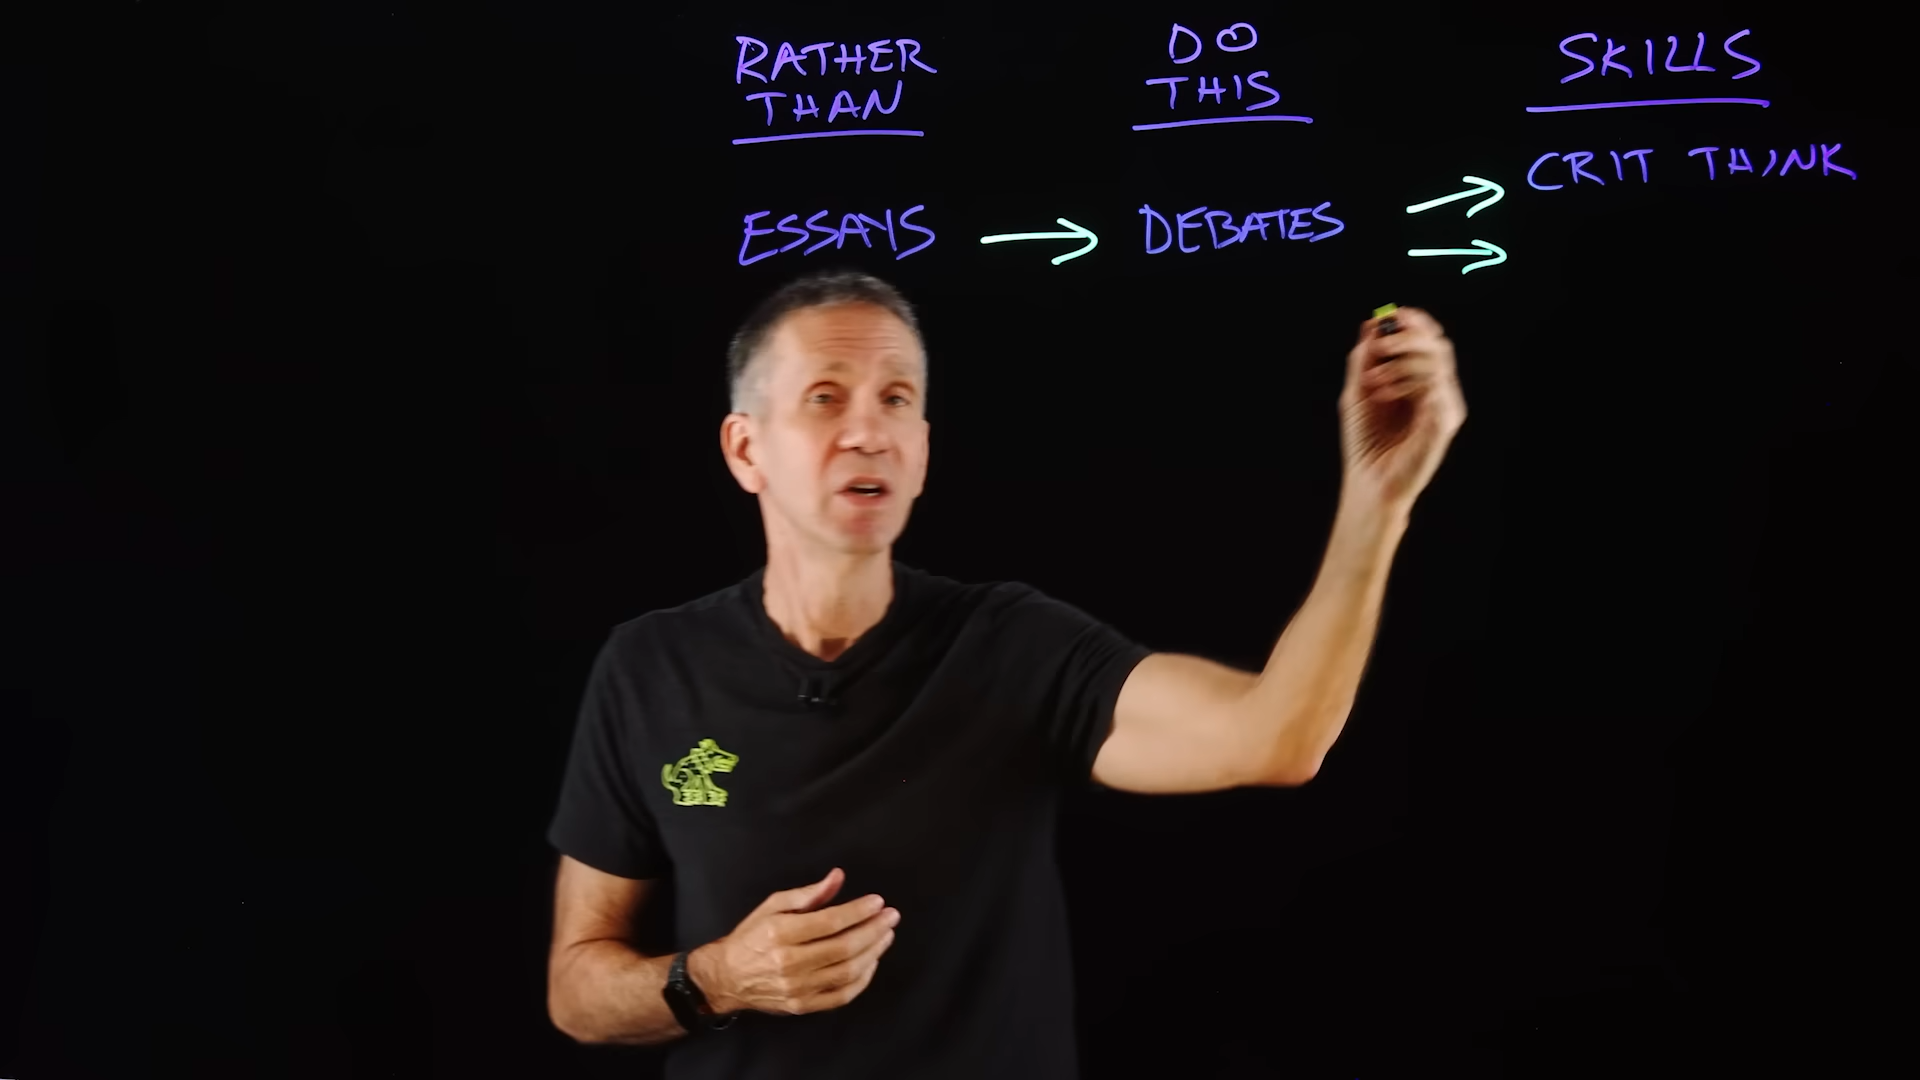 RATHER
THAN
DO
THIS
SKILLS
CRIT THINK
ESSAYS → DEBATES → →